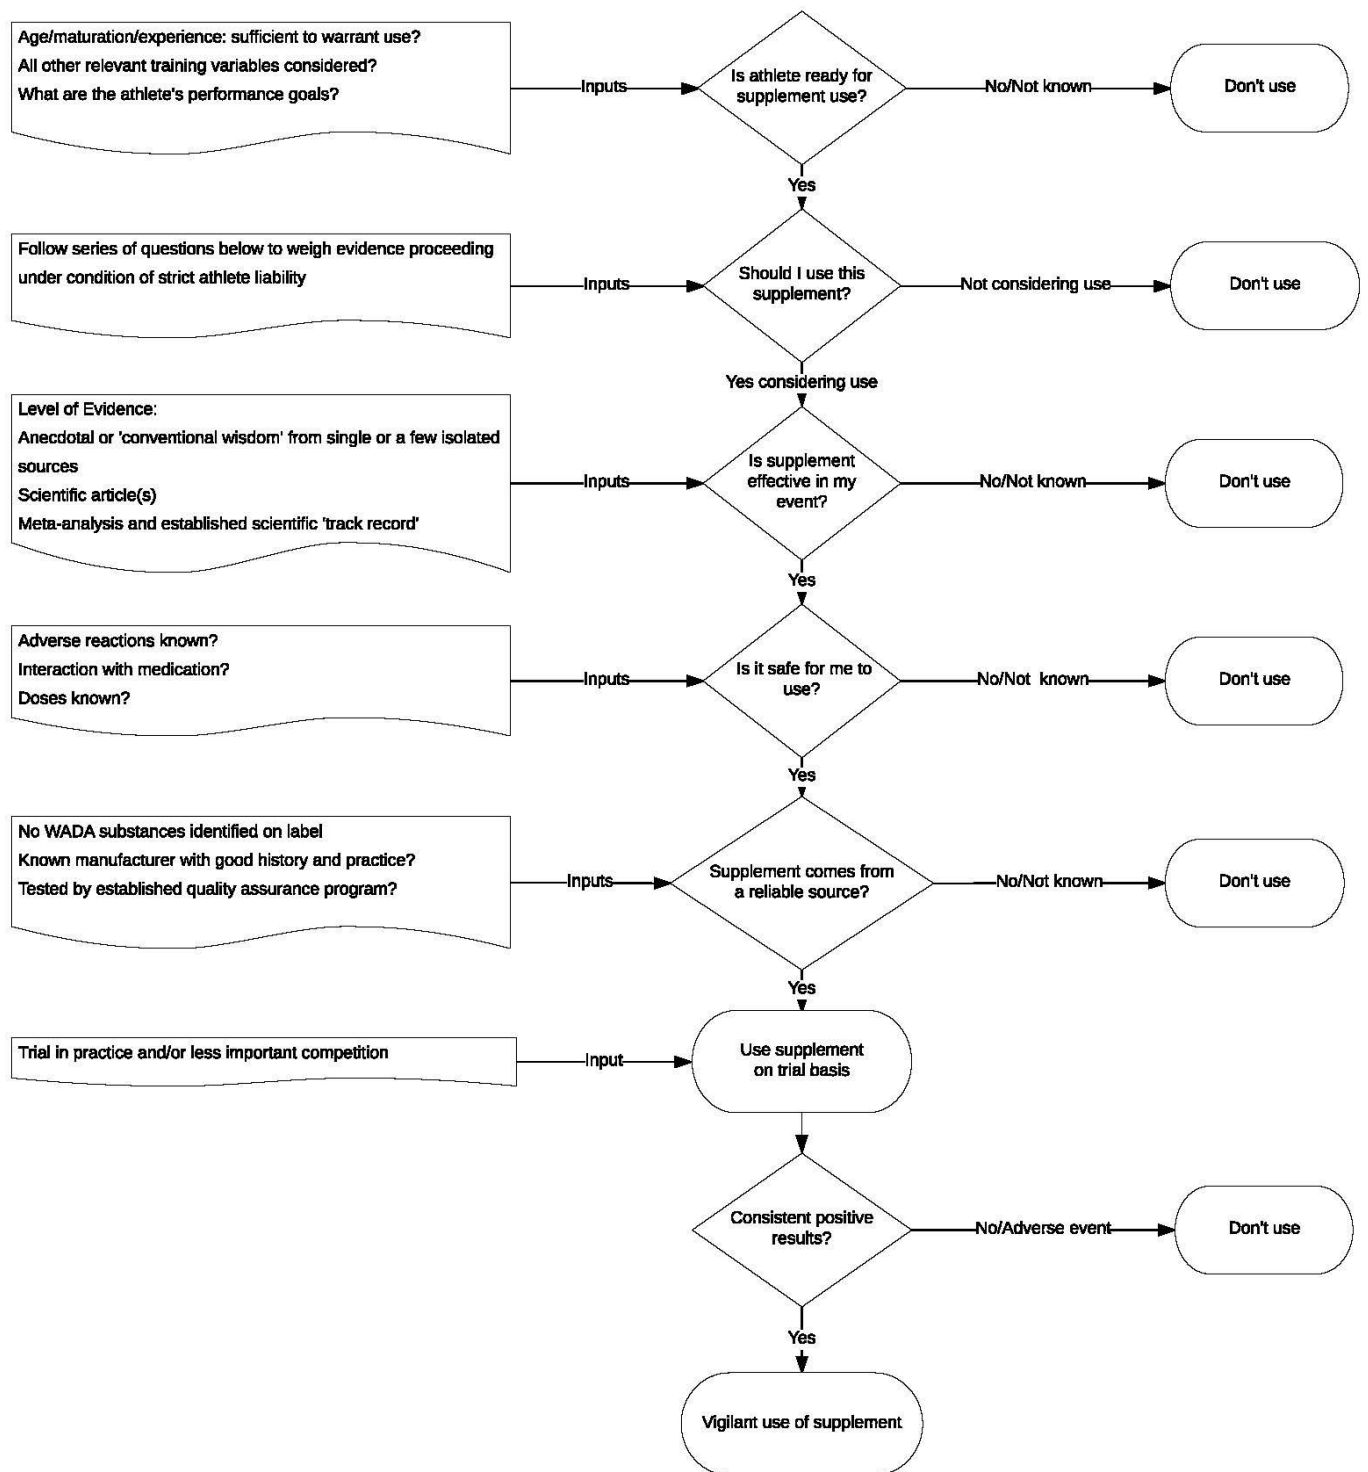 Age/maturation/experience: sufficient to warrant use?
All other relevant training variables considered?
What are the athlete's performance goals?
Inputs
Is athlete ready for
supplement use?
No/Not known
Don't use
Yes
Follow series of questions below to weigh evidence proceeding
under condition of strict athlete liability
Inputs
Should I use this
supplement?
Not considering use
Don't use
Yes considering use
Level of Evidence:
Anecdotal or 'conventional wisdom' from single or a few isolated
sources
Scientific article(s)
Meta-analysis and established scientific 'track record'
Inputs
Is supplement
effective in my
event?
No/Not known
Don't use
Yes
Adverse reactions known?
Interaction with medication?
Doses known?
Inputs
Is it safe for me to
use?
No/Not known
Don't use
Yes
No WADA substances identified on label
Known manufacturer with good history and practice?
Tested by established quality assurance program?
Inputs
Supplement comes from
a reliable source?
No/Not known
Don't use
Yes
Trial in practice and/or less important competition
Input
Use supplement
on trial basis
Consistent positive
results?
No/Adverse event
Don't use
Yes
Vigilant use of supplement